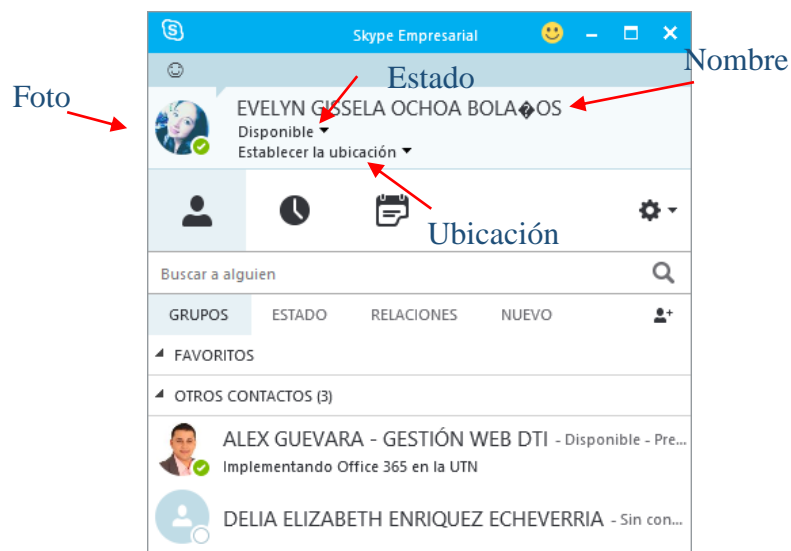 Skype Empresarial
Nombre
Estado
Foto
EVELYN GISSELA OCHOA BOLA�OS
Disponible
Establecer la ubicación
Ubicación
Buscar a alguien
GRUPOS ESTADO RELACIONES NUEVO
FAVORITOS
OTROS CONTACTOS (3)
ALEX GUEVARA - GESTIÓN WEB DTI - Disponible - Pre...
Implementando Office 365 en la UTN
DELIA ELIZABETH ENRIQUEZ ECHEVERRIA - Sin con...